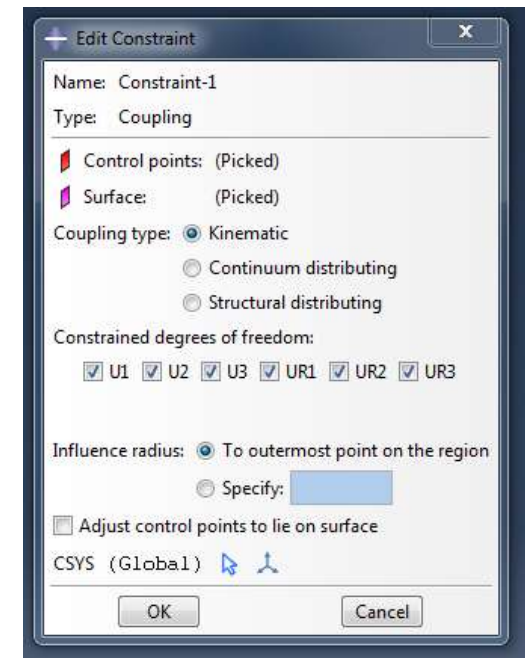 Edit Constraint
x
Name: Constraint-1
Type: Coupling
Control points: (Picked)
Surface: (Picked)
Coupling type: Kinematic
Continuum distributing
Structural distributing
Constrained degrees of freedom:
U1 U2 U3 UR1 UR2 UR3
Influence radius: To outermost point on the region
Specify:
Adjust control points to lie on surface
CSYS (Global)
OK Cancel